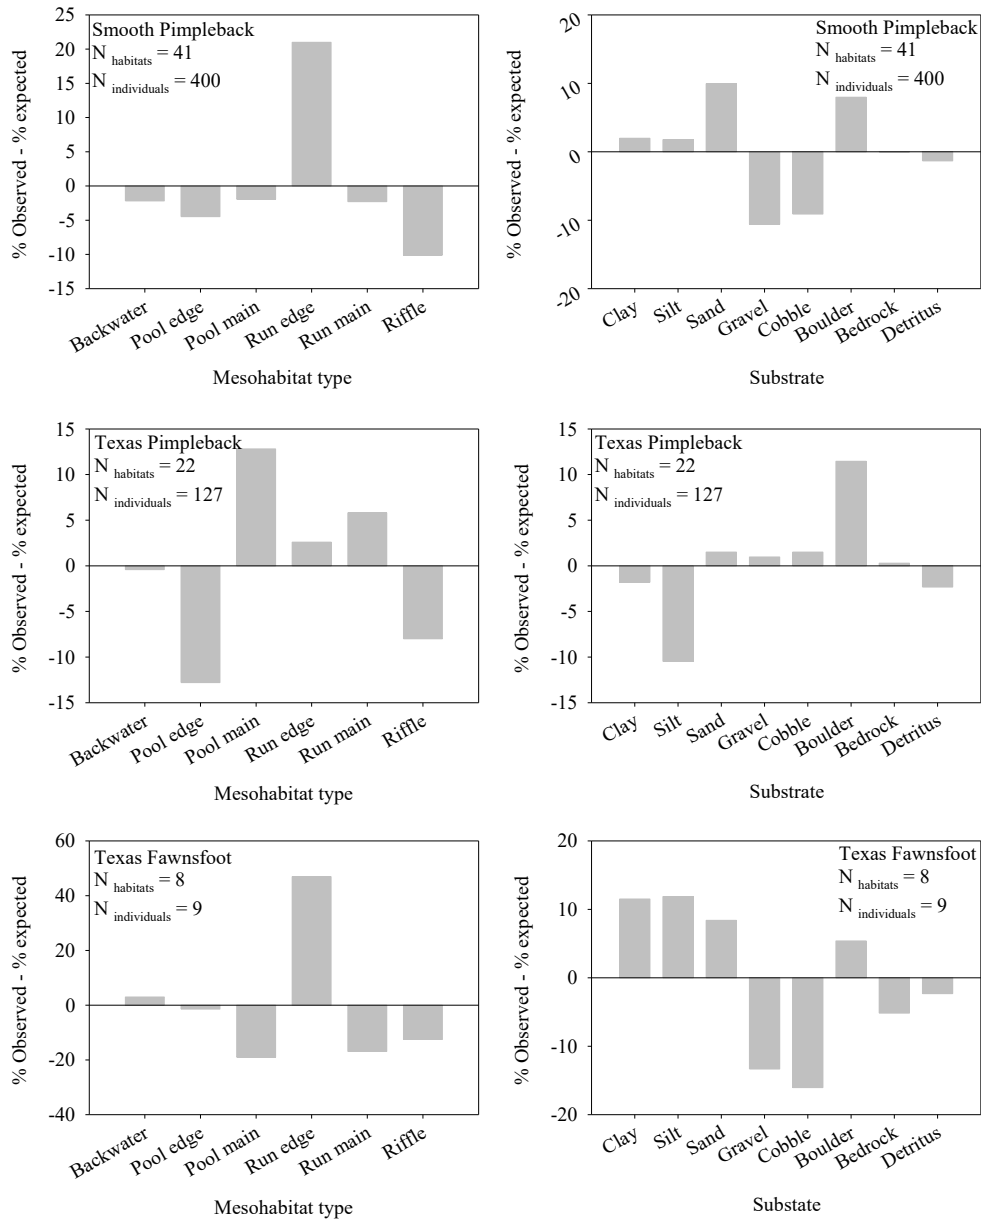 Smooth Pimpleback
N habitats = 41
N individuals = 400
% Observed - % expected
25
20
15
10
5
0
-5
-10
-15
Backwater
Pool edge
Pool main
Run edge
Run main
Riffle
Mesohabitat type
Smooth Pimpleback
N habitats = 41
N individuals = 400
% Observed - % expected
20
10
0
-10
-20
Clay
Silt
Sand
Gravel
Cobble
Boulder
Bedrock
Detritus
Substrate
Texas Pimpleback
N habitats = 22
N individuals = 127
% Observed - % expected
15
10
5
0
-5
-10
-15
Backwater
Pool edge
Pool main
Run edge
Run main
Riffle
Mesohabitat type
Texas Pimpleback
N habitats = 22
N individuals = 127
% Observed - % expected
15
10
5
0
-5
-10
-15
Clay
Silt
Sand
Gravel
Cobble
Boulder
Bedrock
Detritus
Substrate
Texas Fawnsfoot
N habitats = 8
N individuals = 9
% Observed - % expected
60
40
20
0
-20
-40
Backwater
Pool edge
Pool main
Run edge
Run main
Riffle
Mesohabitat type
Texas Fawnsfoot
N habitats = 8
N individuals = 9
% Observed - % expected
20
10
0
-10
-20
Clay
Silt
Sand
Gravel
Cobble
Boulder
Bedrock
Detritus
Substate